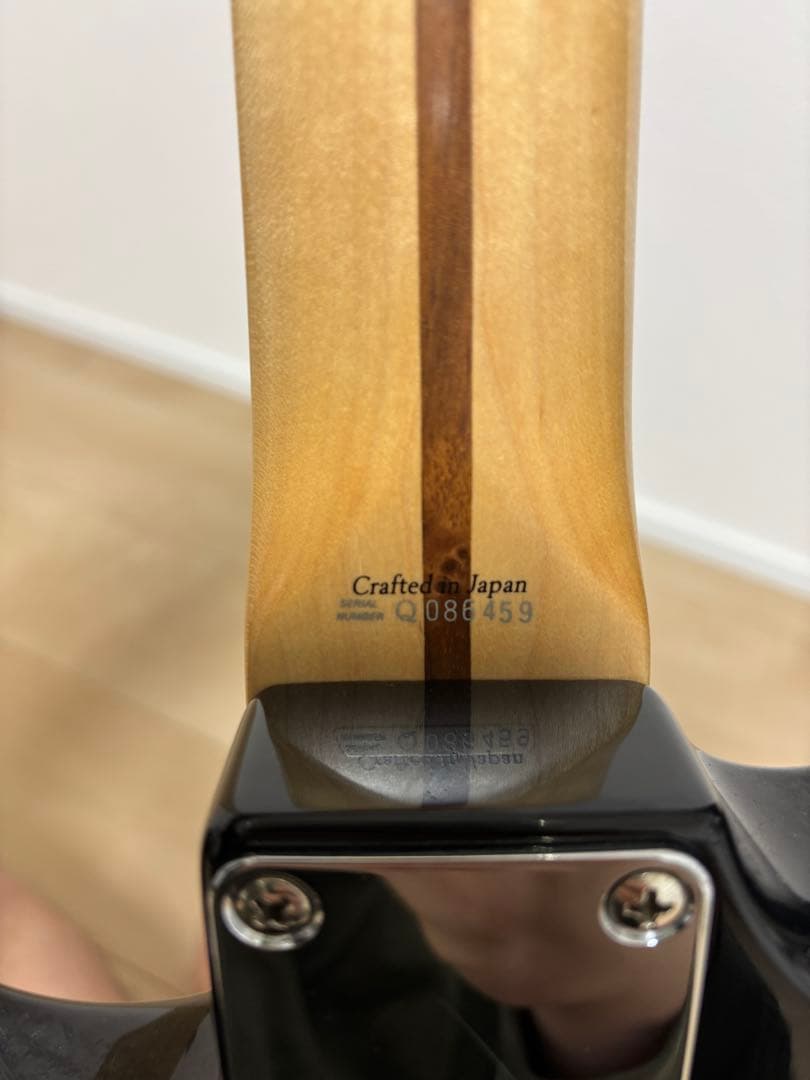 Crafted in Japan
SERIAL
NUMBER Q086459